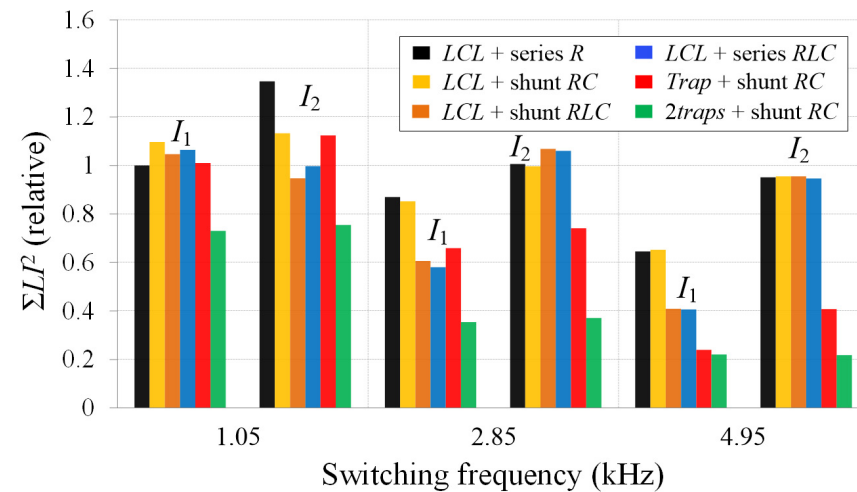 ΣLI² (relative)
1.6
1.4
1.2
1
0.8
0.6
0.4
0.2
0
LCL + series R
LCL + shunt RC
LCL + shunt RLC
LCL + series RLC
Trap + shunt RC
2traps + shunt RC
I₁
I₂
I₁
I₂
I₁
I₂
1.05
2.85
4.95
Switching frequency (kHz)